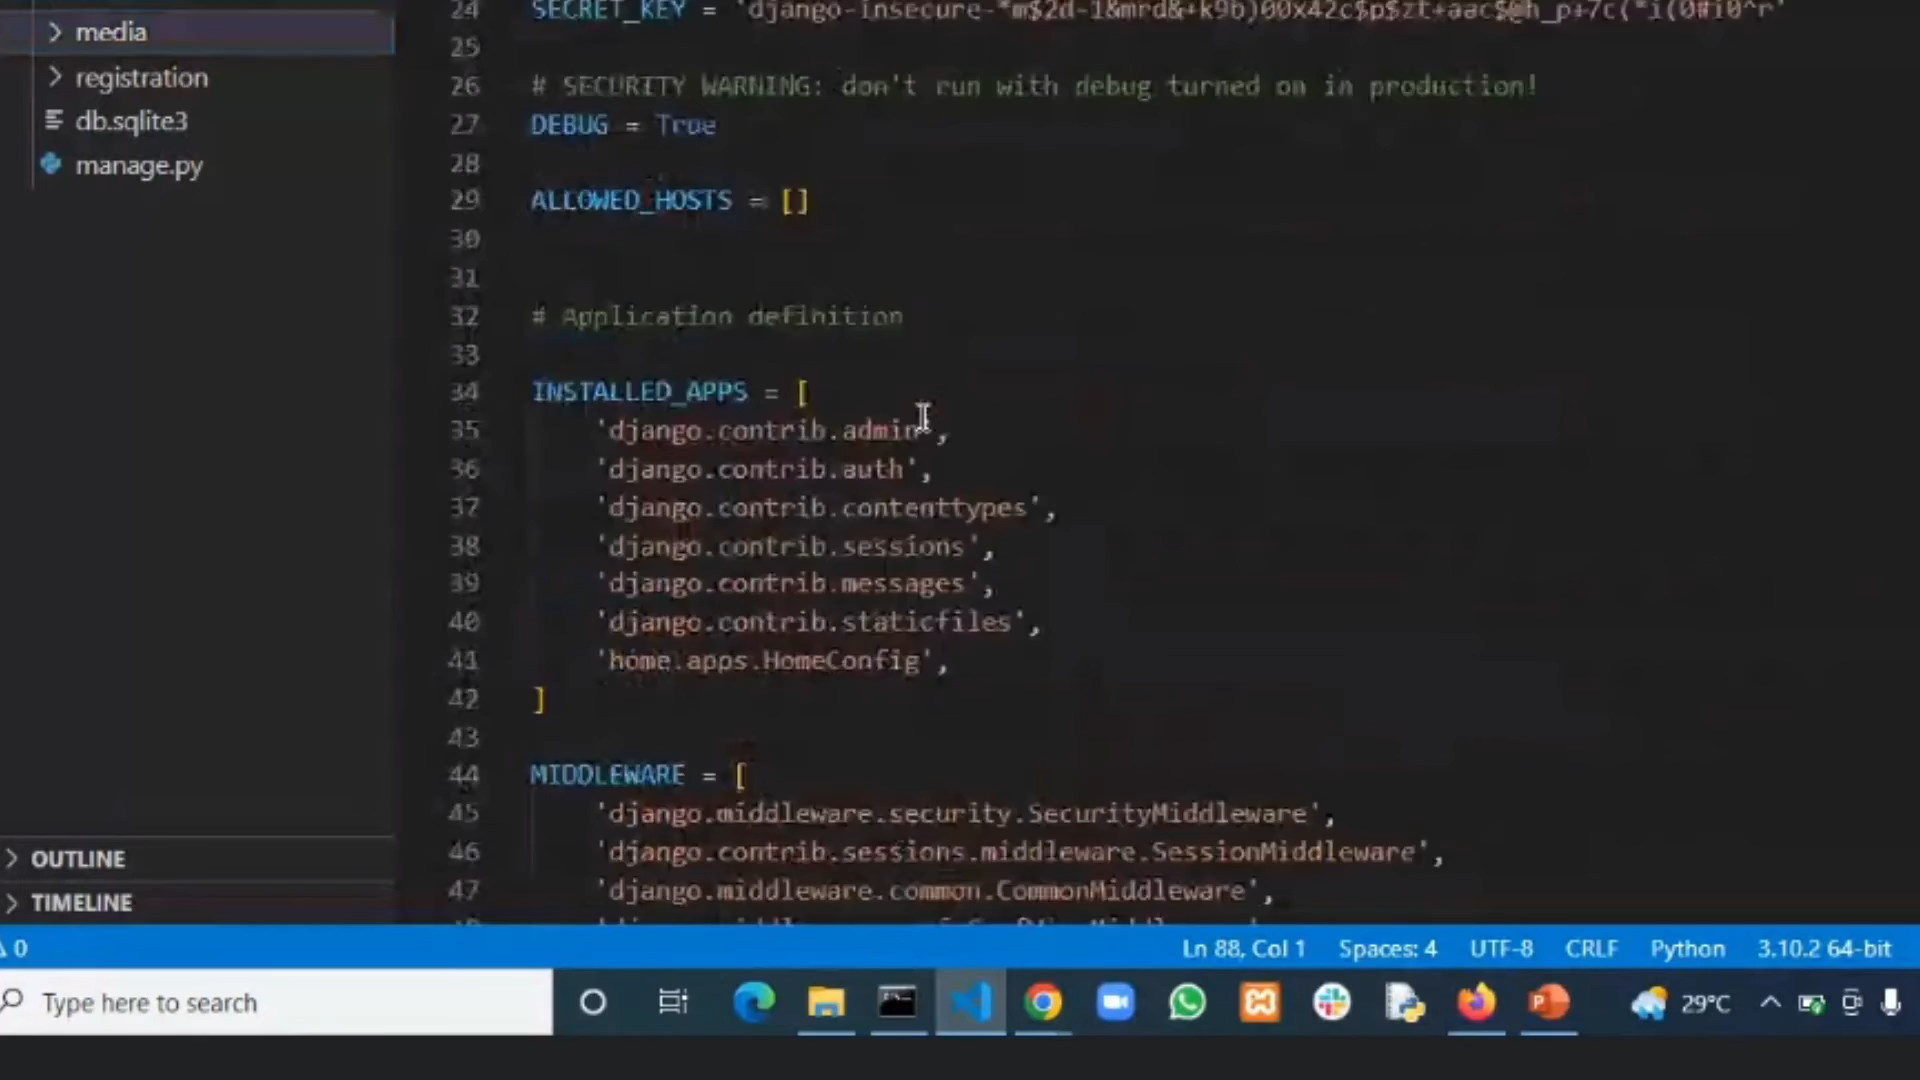 media
registration
db.sqlite3
manage.py
OUTLINE
TIMELINE
24 SECRET_KEY = 'django-insecure-
25
26 # SECURITY WARNING: don't run with debug turned on in production!
27 DEBUG = True
28
29 ALLOWED_HOSTS = []
30
31
32 # Application definition
33
34 INSTALLED_APPS = [
35 'django.contrib.admin',
36 'django.contrib.auth',
37 'django.contrib.contenttypes',
38 'django.contrib.sessions',
39 'django.contrib.messages',
40 'django.contrib.staticfiles',
41 'home.apps.HomeConfig',
42 ]
43
44 MIDDLEWARE = [
45 'django.middleware.security.SecurityMiddleware',
46 'django.contrib.sessions.middleware.SessionMiddleware',
47 'django.middleware.common.CommonMiddleware',
0 Ln 88, Col 1 Spaces: 4 UTF-8 CRLF Python 3.10.2 64-bit
Type here to search 29°C